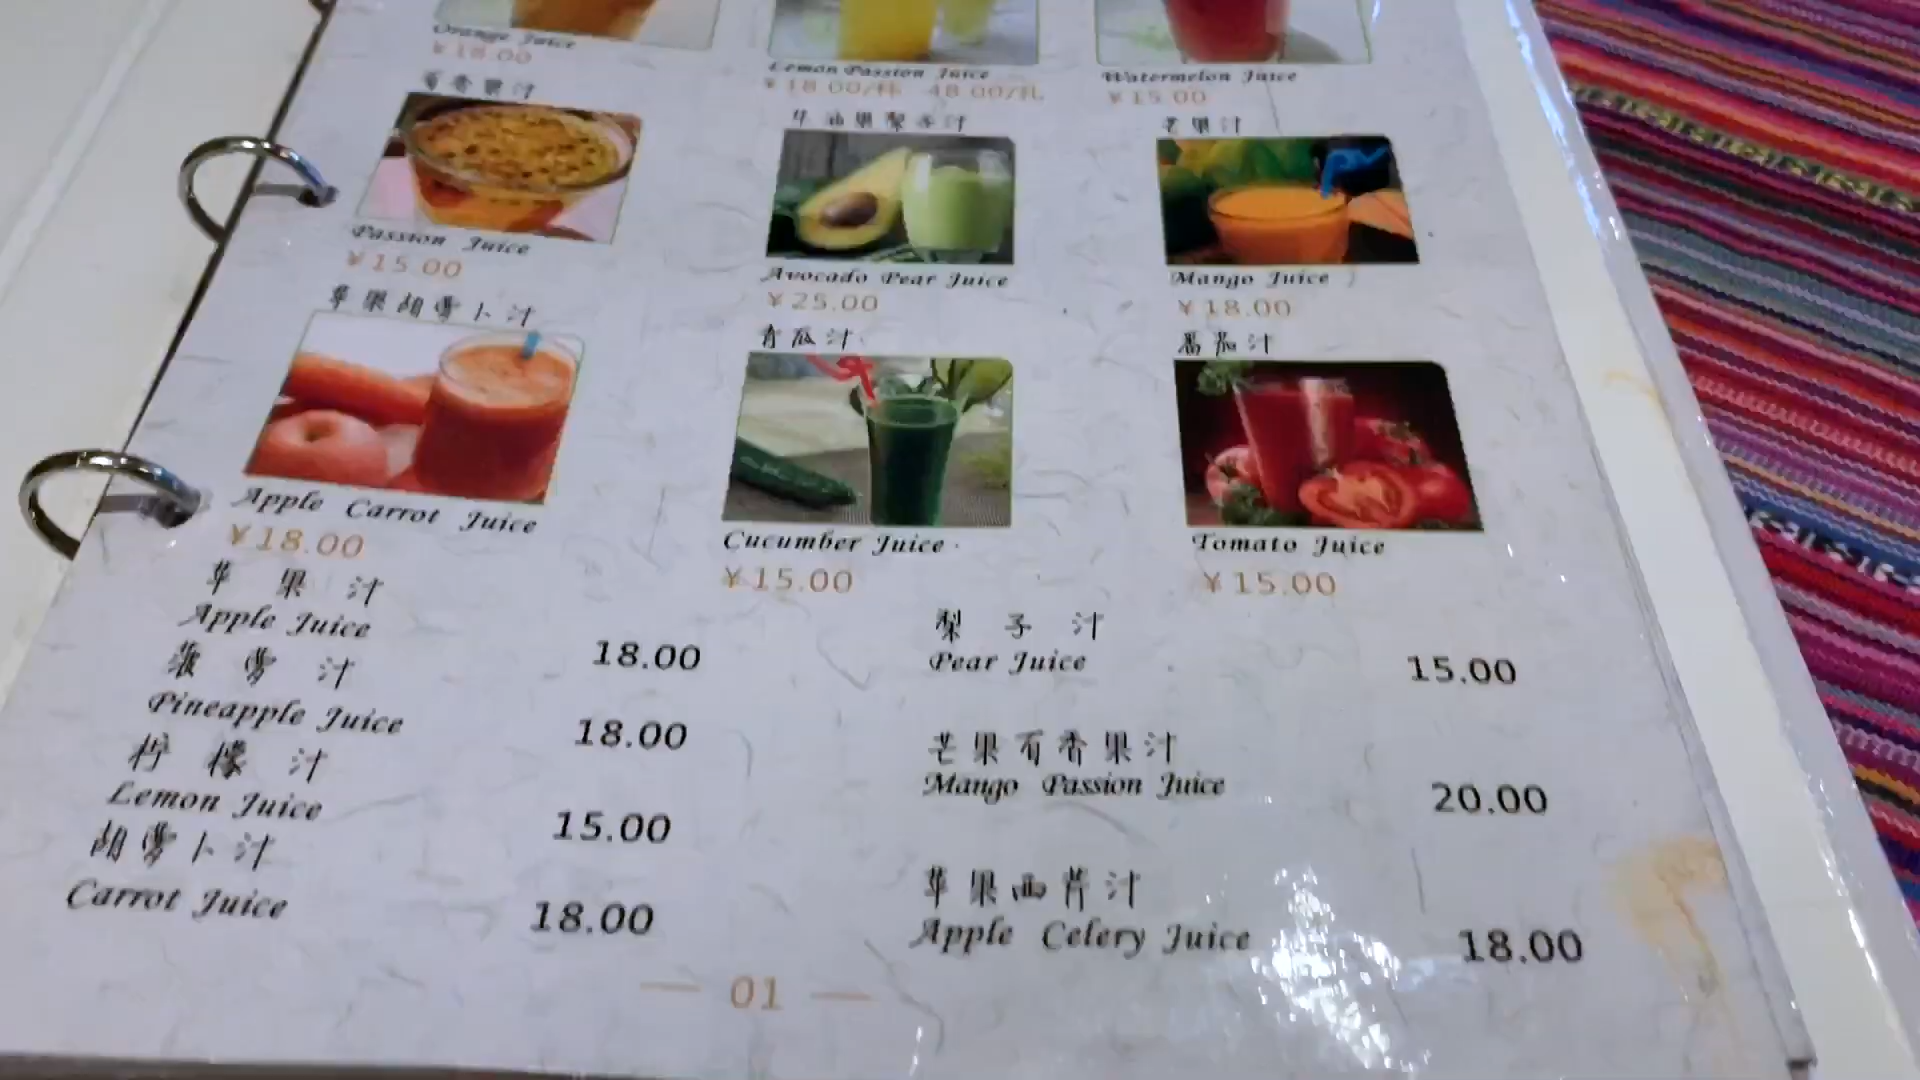 Orange Juice
¥18.00
Lemon Passion Juice
¥18.00/杯 48.00/扎
Watermelon Juice
¥15.00
百香果汁
Passion Juice
¥15.00
牛油果梨子汁
Avocado Pear Juice
¥25.00
芒果汁
Mango Juice
¥18.00
苹果胡萝卜汁
Apple Carrot Juice
¥18.00
青瓜汁
Cucumber Juice
¥15.00
番茄汁
Tomato Juice
¥15.00
苹果汁
Apple Juice 18.00
菠萝汁
Pineapple Juice 18.00
柠檬汁
Lemon Juice 15.00
胡萝卜汁
Carrot Juice 18.00
梨子汁
Pear Juice 15.00
芒果百香果汁
Mango Passion Juice 20.00
苹果西芹汁
Apple Celery Juice 18.00
01